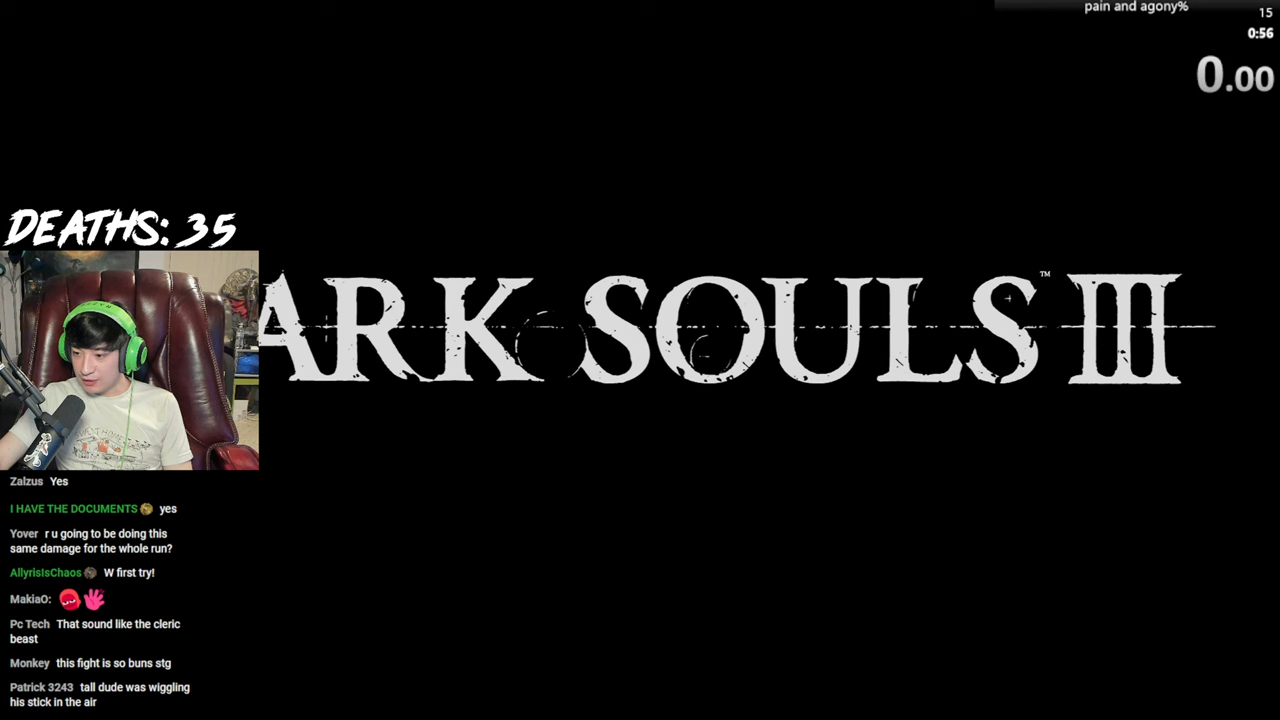 pain and agony%
15
0:56
0.00
DEATHS: 35
ARK SOULS™ III
Zalzus Yes
I HAVE THE DOCUMENTS yes
Yover r u going to be doing this
same damage for the whole run?
AllyrisIsChaos W first try!
MakiaO:
Pc Tech That sound like the cleric
beast
Monkey this fight is so buns stg
Patrick 3243 tall dude was wiggling
his stick in the air